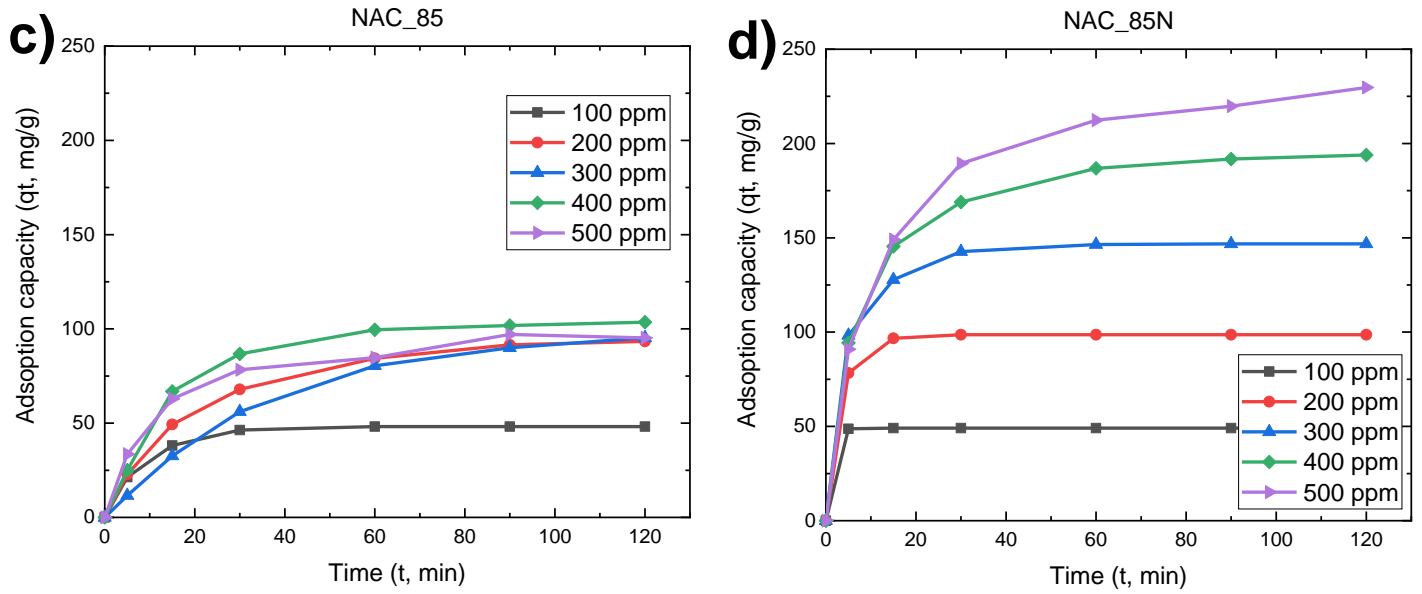 c)
NAC_85
250
200
150
100
50
0
Adsoption capacity (qt, mg/g)
100 ppm
200 ppm
300 ppm
400 ppm
500 ppm
0 20 40 60 80 100 120
Time (t, min)
d)
NAC_85N
250
200
150
100
50
0
Adsoption capacity (qt, mg/g)
100 ppm
200 ppm
300 ppm
400 ppm
500 ppm
0 20 40 60 80 100 120
Time (t, min)